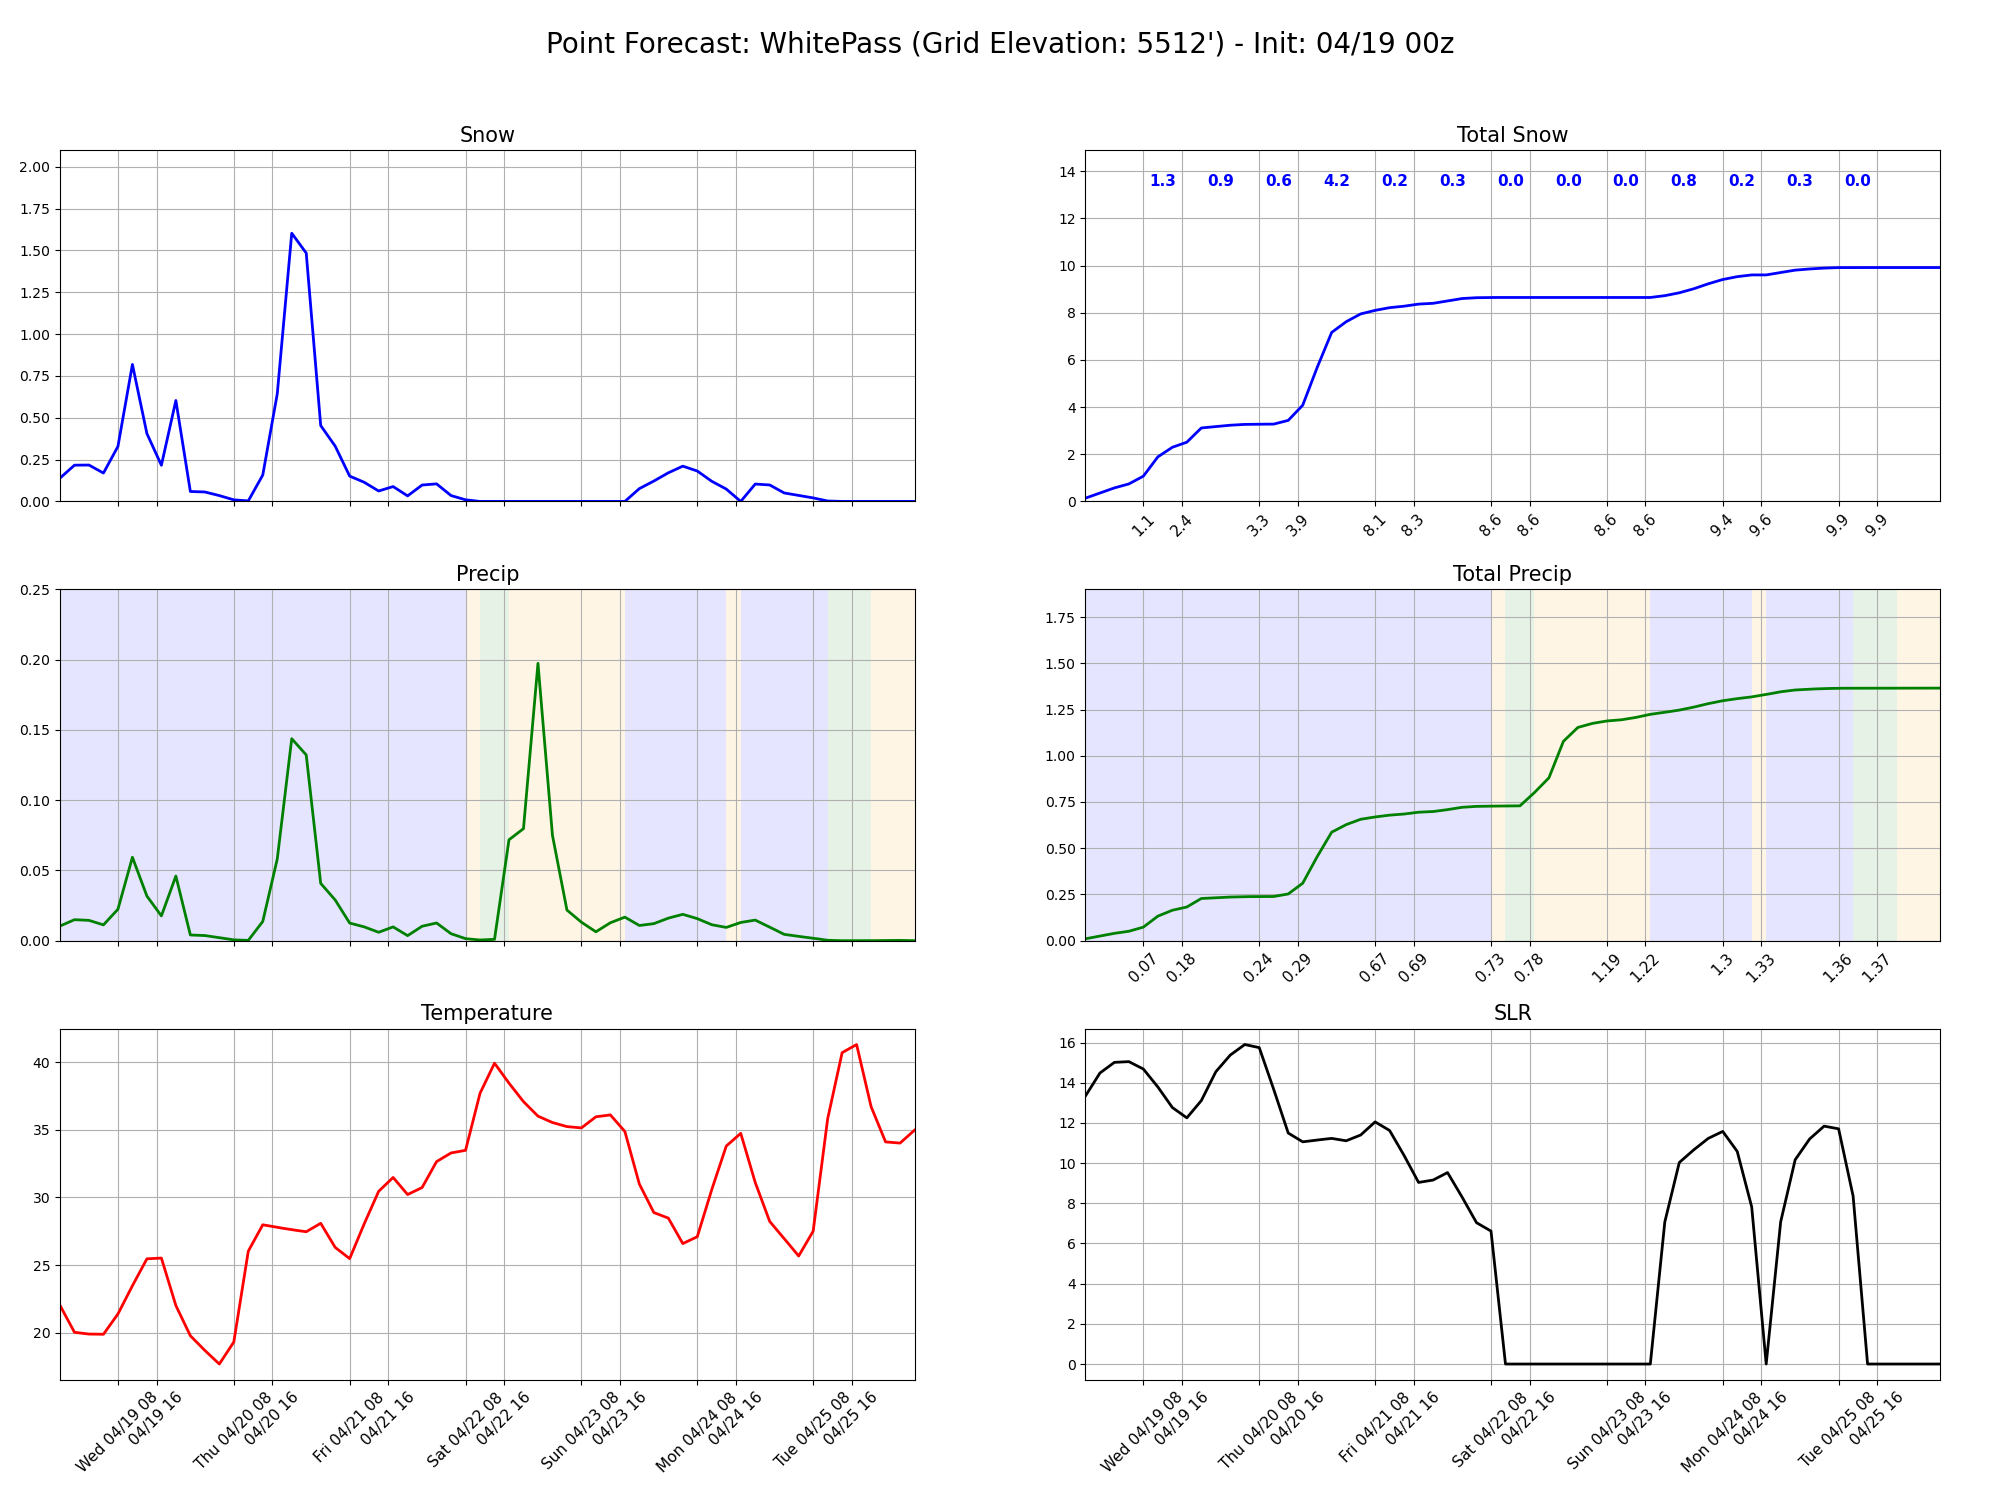 Point Forecast: WhitePass (Grid Elevation: 5512') - Init: 04/19 00z
Snow
2.00
1.75
1.50
1.25
1.00
0.75
0.50
0.25
0.00
Total Snow
14
12
10
8
6
4
2
0
1.3 0.9 0.6 4.2 0.2 0.3 0.0 0.0 0.0 0.8 0.2 0.3 0.0
1.1 2.4 3.3 3.9 8.1 8.3 8.6 8.6 8.6 8.6 9.4 9.6 9.9 9.9
Precip
0.25
0.20
0.15
0.10
0.05
0.00
Total Precip
1.75
1.50
1.25
1.00
0.75
0.50
0.25
0.00
0.07 0.18 0.24 0.29 0.67 0.69 0.73 0.78 1.19 1.22 1.3 1.33 1.36 1.37
Temperature
40
35
30
25
20
Wed 04/19 08
04/19 16
Thu 04/20 08
04/20 16
Fri 04/21 08
04/21 16
Sat 04/22 08
04/22 16
Sun 04/23 08
04/23 16
Mon 04/24 08
04/24 16
Tue 04/25 08
04/25 16
SLR
16
14
12
10
8
6
4
2
0
Wed 04/19 08
04/19 16
Thu 04/20 08
04/20 16
Fri 04/21 08
04/21 16
Sat 04/22 08
04/22 16
Sun 04/23 08
04/23 16
Mon 04/24 08
04/24 16
Tue 04/25 08
04/25 16